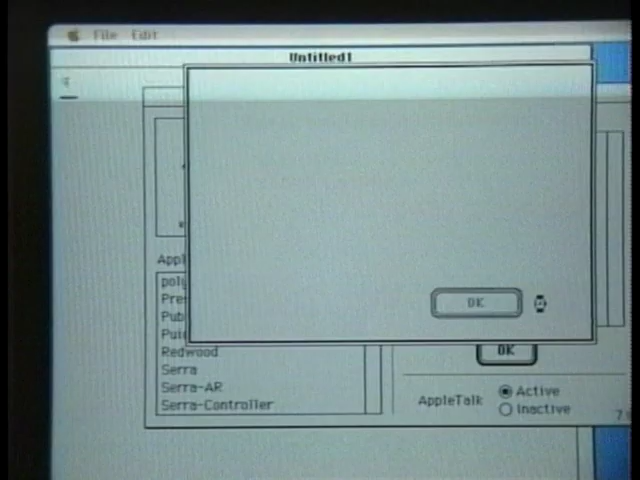 File Edit
Untitled1
OK
Redwood
OK
Serra
Serra-AR
Serra-Controller
AppleTalk
Active
Inactive